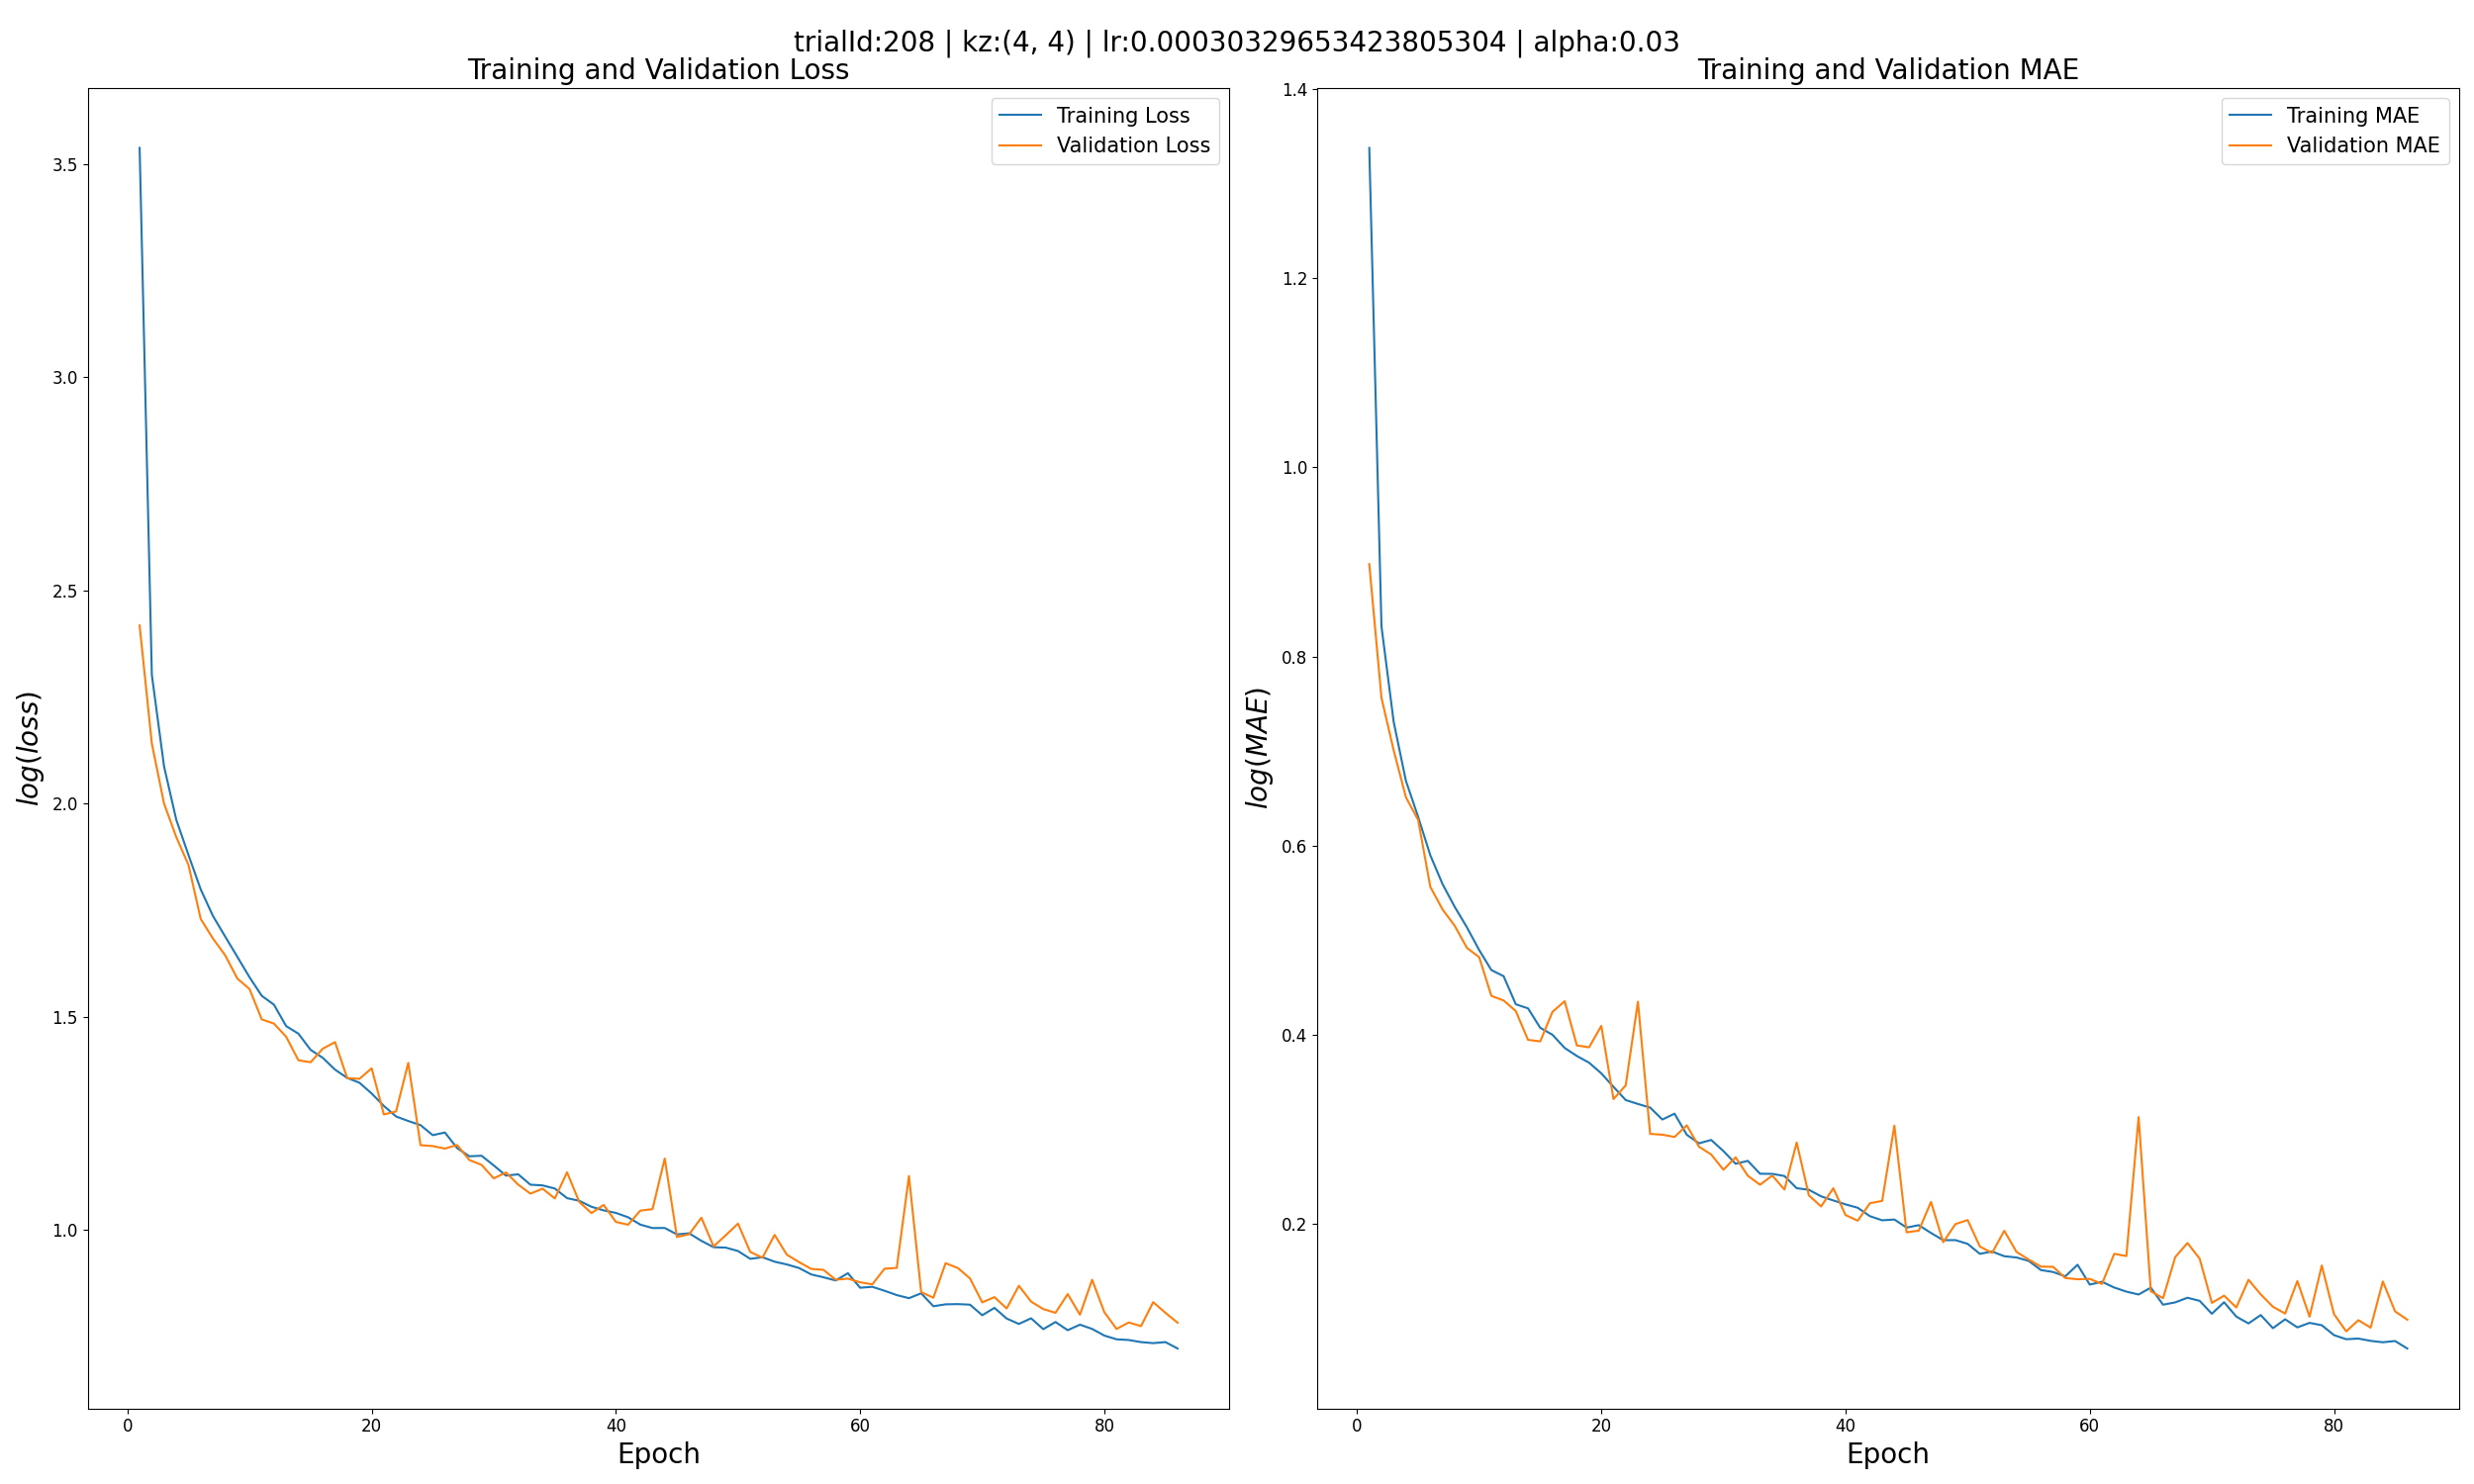 trialId:208 | kz:(4, 4) | lr:0.00030329653423805304 | alpha:0.03
Training and Validation Loss
Training Loss
Validation Loss
3.5
3.0
2.5
2.0
1.5
1.0
log(loss)
0
20
40
60
80
Epoch
Training and Validation MAE
Training MAE
Validation MAE
1.4
1.2
1.0
0.8
0.6
0.4
0.2
log(MAE)
0
20
40
60
80
Epoch